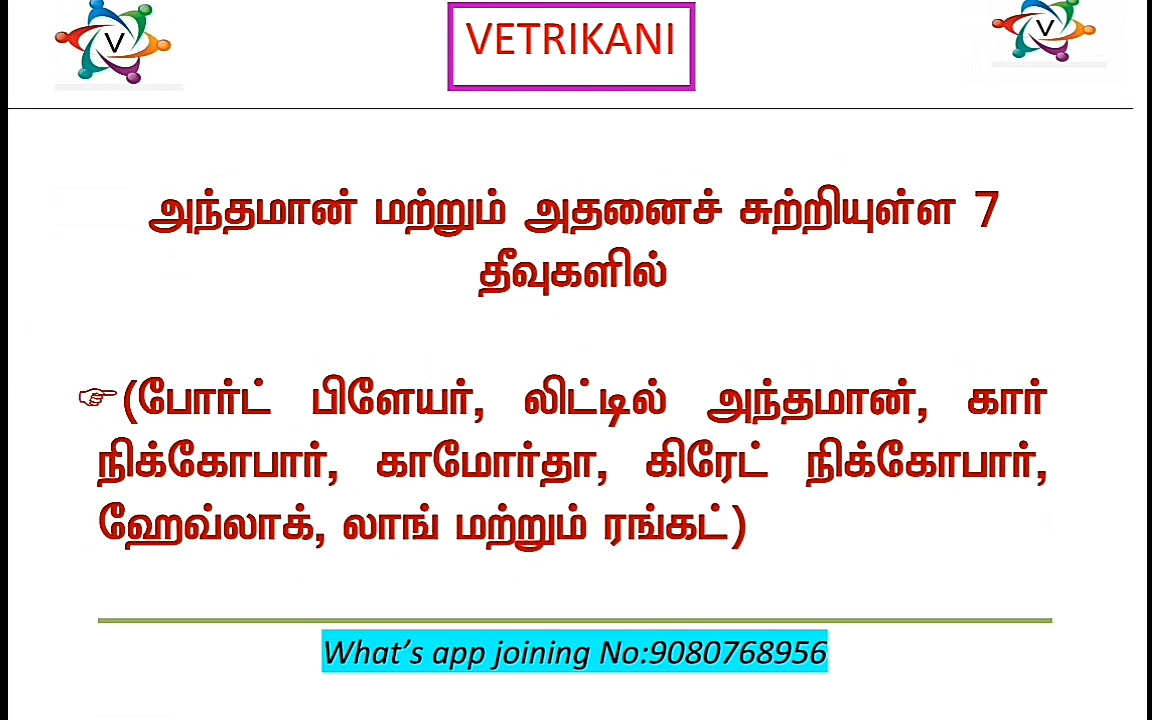 V
VETRIKANI
V
அந்தமான் மற்றும் அதனைச் சுற்றியுள்ள 7
தீவுகளில்
☞(போர்ட் பிளேயர், லிட்டில் அந்தமான், கார்
நிக்கோபார், காமோர்தா, கிரேட் நிக்கோபார்,
ஹேவ்லாக், லாங் மற்றும் ரங்கட்)
What's app joining No:9080768956